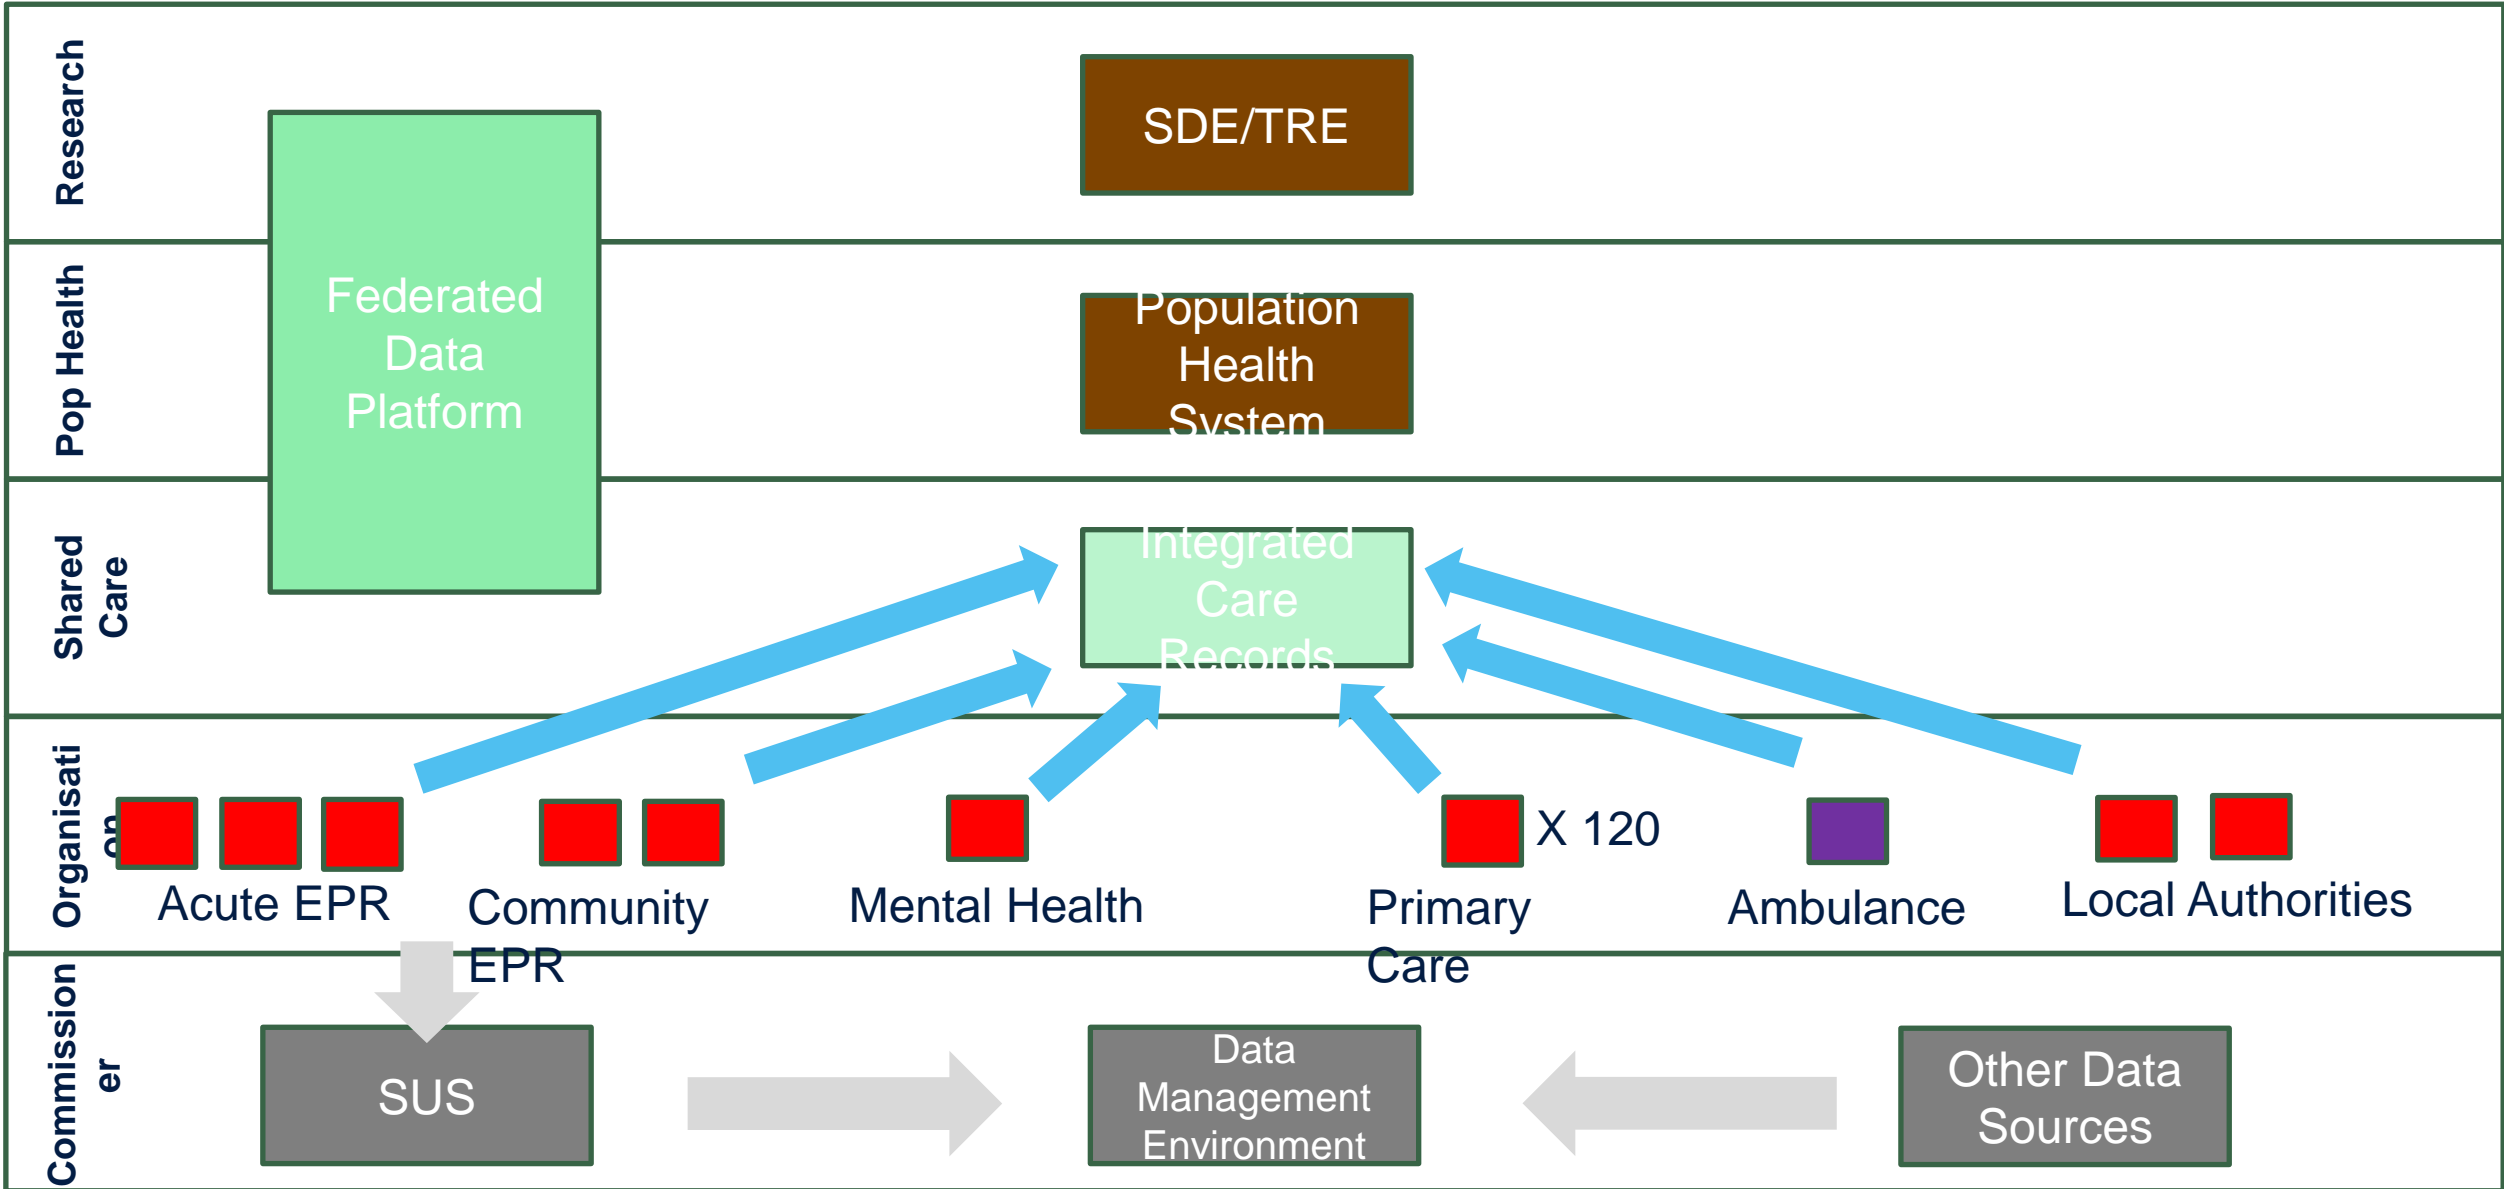 Research
SDE/TRE
Federated
Data
Platform
Pop Health
Population
Health
System
Shared
Care
Integrated
Care
Records
Organisati
on
X 120
Acute EPR
Community
EPR
Mental Health
Primary
Care
Ambulance
Local Authorities
Commission
er
SUS
Data
Management
Environment
Other Data
Sources